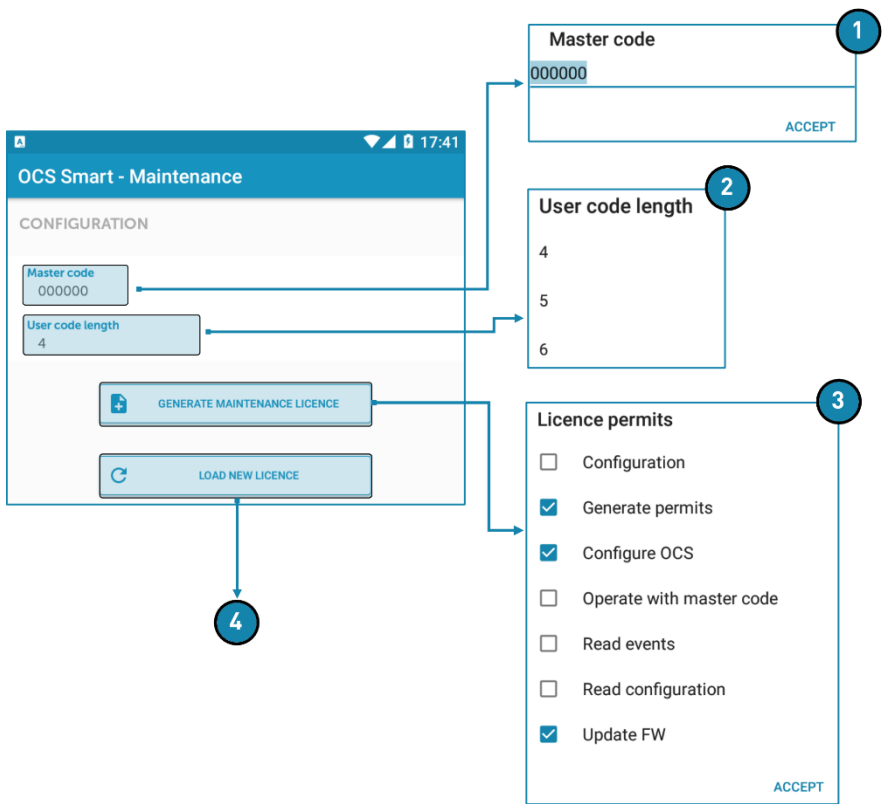 A
17:41
OCS Smart - Maintenance
CONFIGURATION
Master code
000000
User code length
4
GENERATE MAINTENANCE LICENCE
LOAD NEW LICENCE
4
1
Master code
000000
ACCEPT
2
User code length
4
5
6
3
Licence permits
Configuration
Generate permits
Configure OCS
Operate with master code
Read events
Read configuration
Update FW
ACCEPT